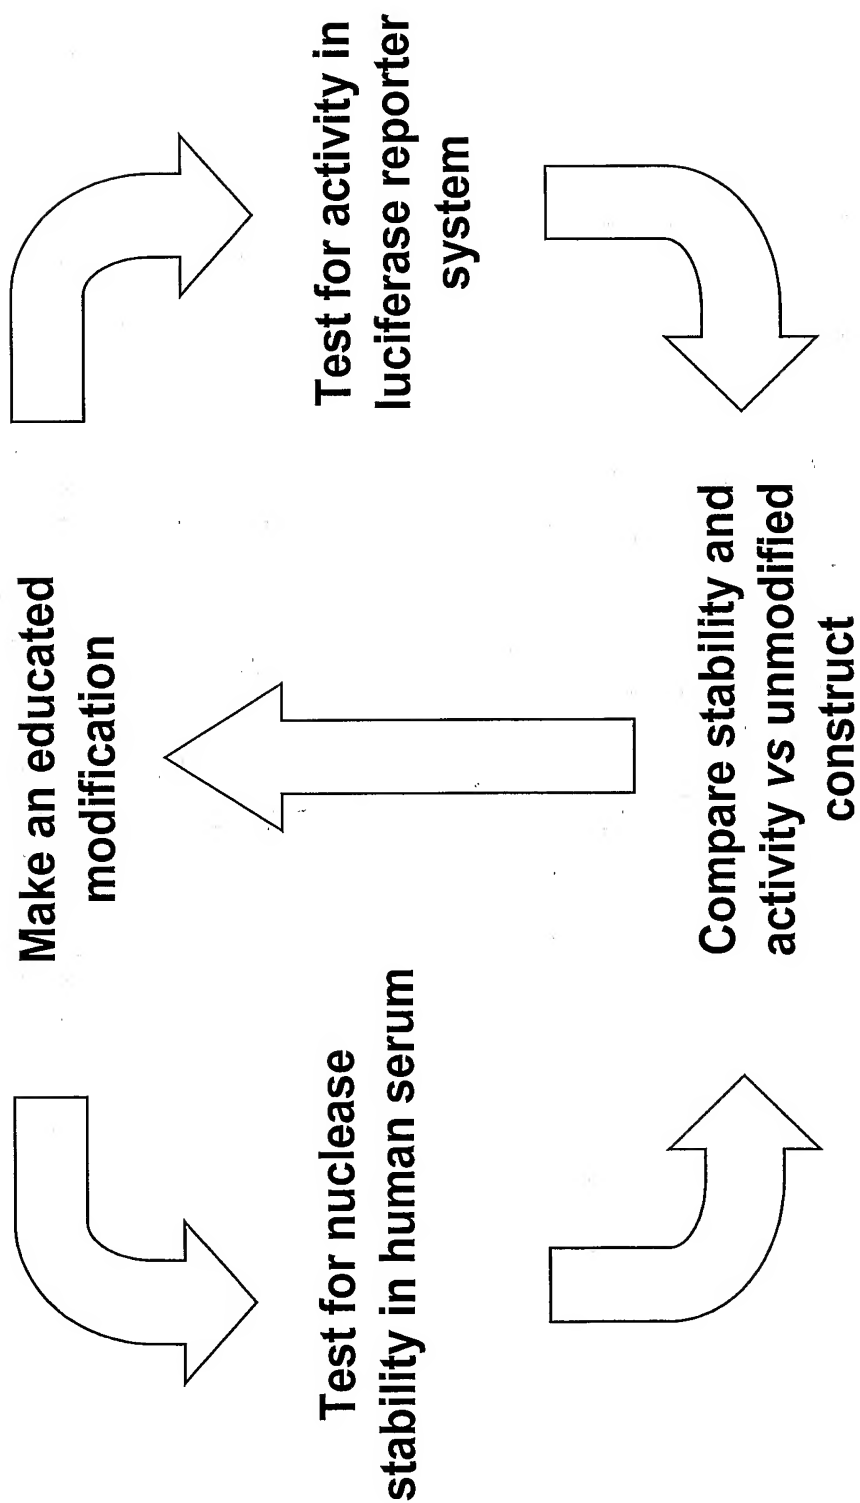 Make an educated
modification
Test for nuclease
stability in human serum
Test for activity in
luciferase reporter
system
Compare stability and
activity vs unmodified
construct